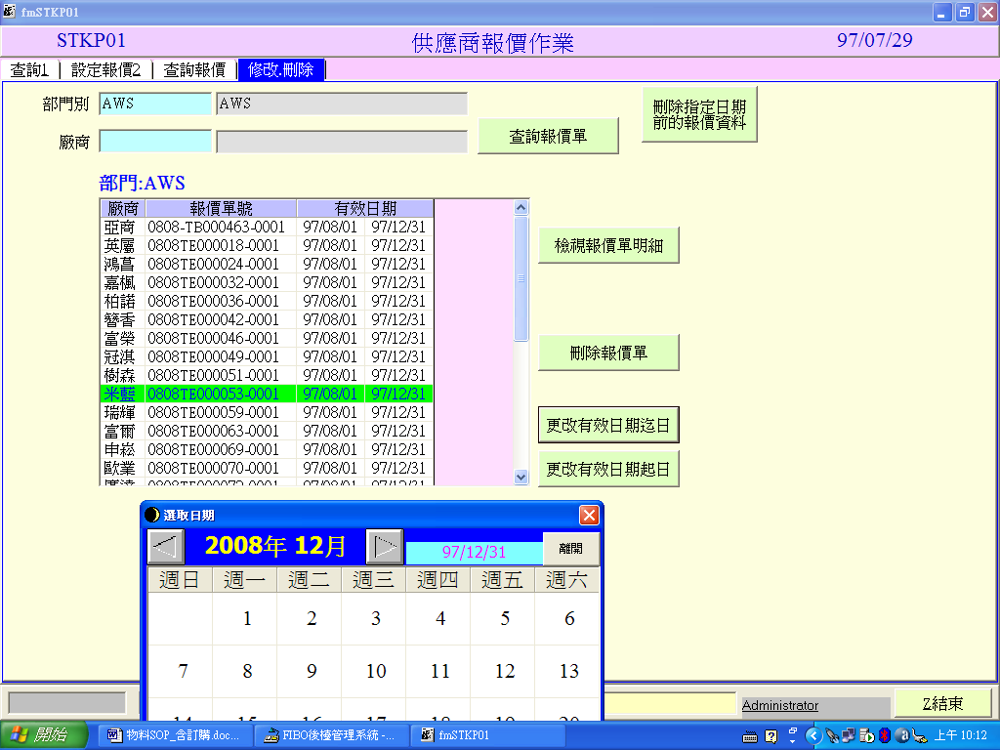 fmSTKP01
STKP01 供應商報價作業 97/07/29
查詢1 設定報價2 查詢報價 修改.刪除
部門別 AWS AWS
刪除指定日期
前的報價資料
廠商 查詢報價單
部門:AWS
廠商 報價單號 有效日期
亞商 0808-TB000463-0001 97/08/01 97/12/31
英屬 0808TE000018-0001 97/08/01 97/12/31
鴻菖 0808TE000024-0001 97/08/01 97/12/31
嘉楓 0808TE000032-0001 97/08/01 97/12/31
柏諾 0808TE000036-0001 97/08/01 97/12/31
簪香 0808TE000042-0001 97/08/01 97/12/31
富榮 0808TE000046-0001 97/08/01 97/12/31
冠淇 0808TE000049-0001 97/08/01 97/12/31
樹森 0808TE000051-0001 97/08/01 97/12/31
米藍 0808TE000053-0001 97/08/01 97/12/31
瑞輝 0808TE000059-0001 97/08/01 97/12/31
富爾 0808TE000063-0001 97/08/01 97/12/31
申崧 0808TE000069-0001 97/08/01 97/12/31
歐業 0808TE000070-0001 97/08/01 97/12/31
檢視報價單明細
刪除報價單
更改有效日期迄日
更改有效日期起日
選取日期
2008年 12月 97/12/31 離開
週日 週一 週二 週三 週四 週五 週六
1 2 3 4 5 6
7 8 9 10 11 12 13
14 15 16 17 18 19 20
Administrator Z結束
開始 物料SOP_含訂購.doc... FIBO後檯管理系統 -... fmSTKP01 上午 10:12